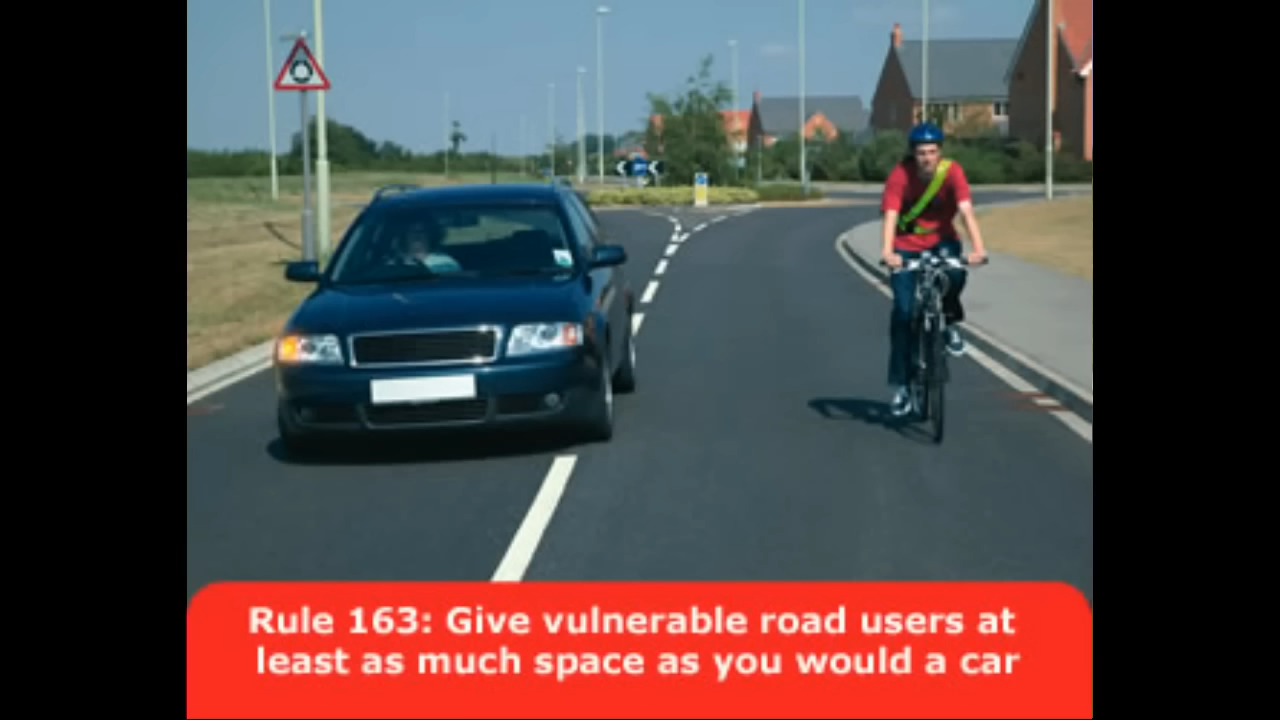 Rule 163: Give vulnerable road users at
least as much space as you would a car